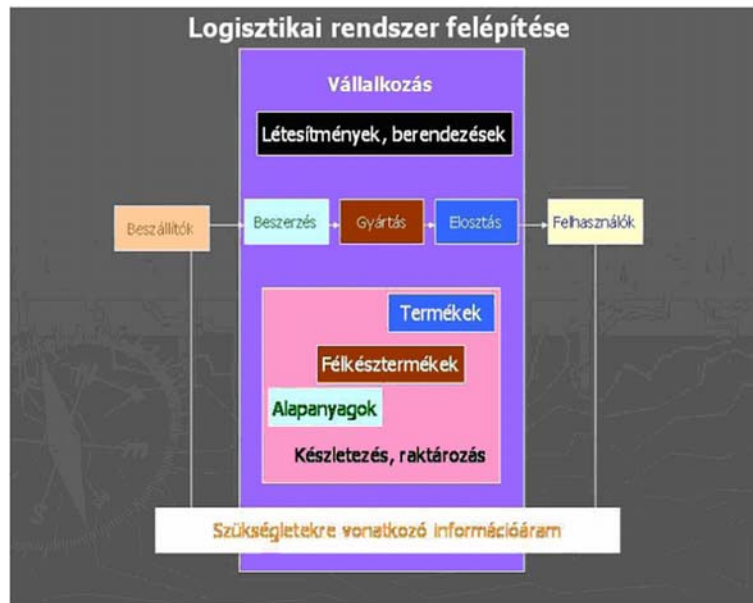 Logisztikai rendszer felépítése
Vállalkozás
Létesítmények, berendezések
Beszállítók
Beszerzés
Gyártás
Elosztás
Felhasználók
Termékek
Félkésztermékek
Alapanyagok
Készletezés, raktározás
Szükségletekre vonatkozó információáram